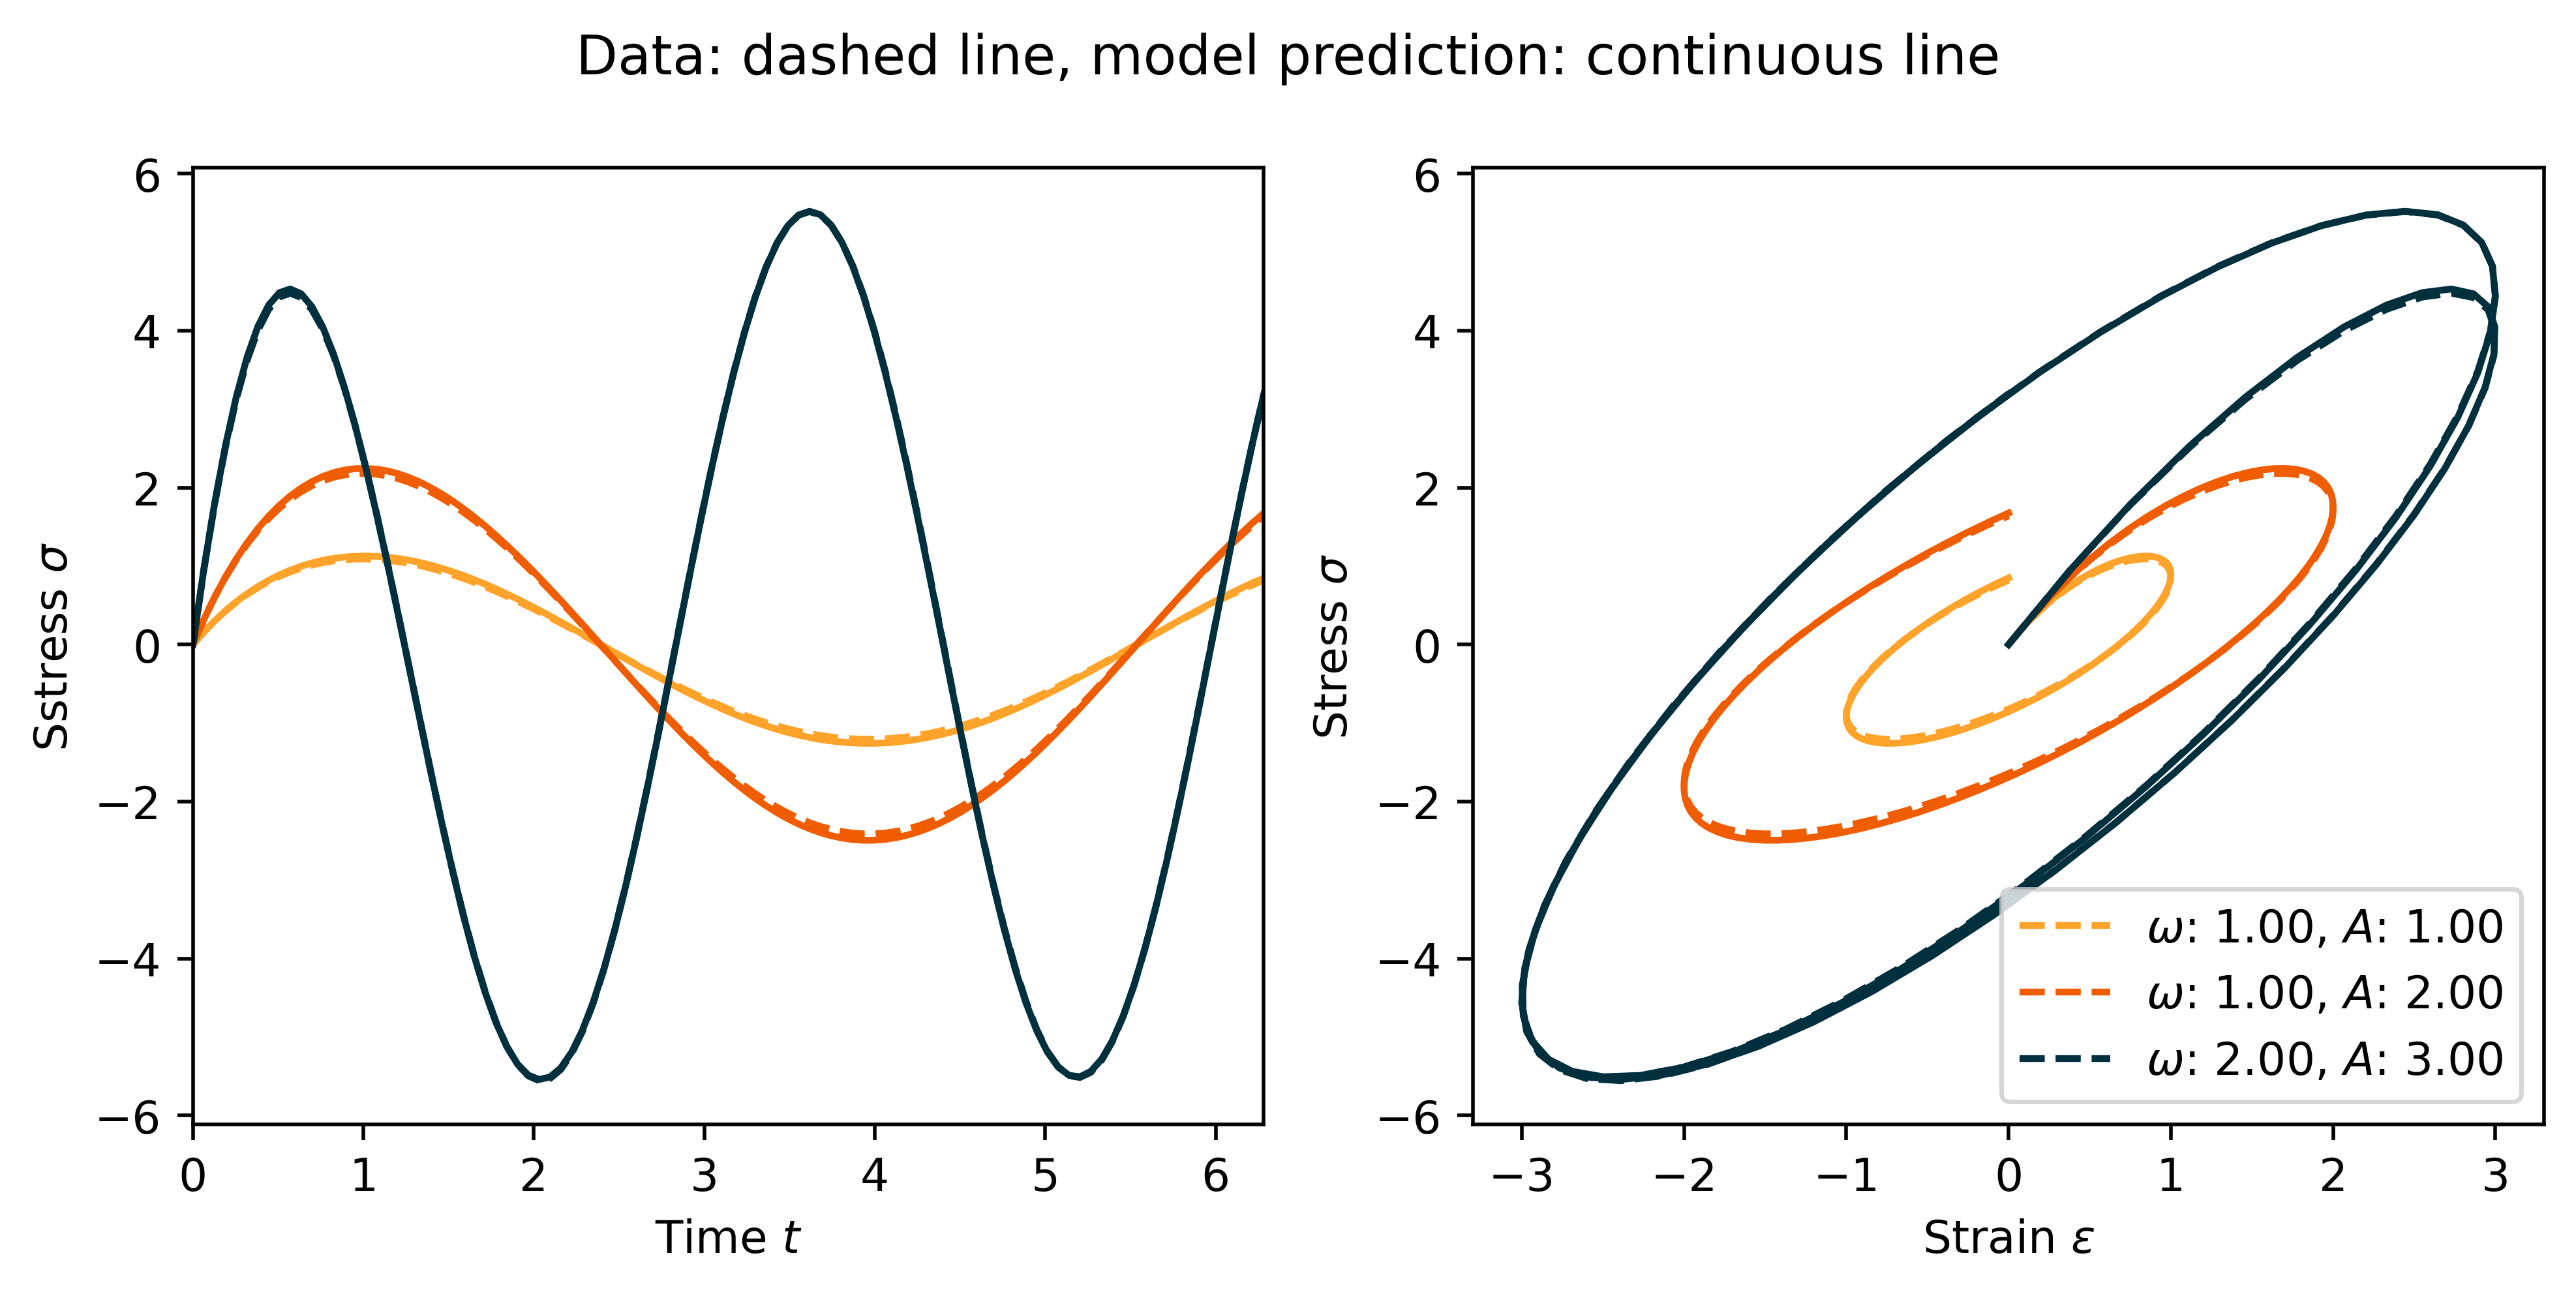 Data: dashed line, model prediction: continuous line
Sstress σ
6
4
2
0
−2
−4
−6
0 1 2 3 4 5 6
Time t
Stress σ
6
4
2
0
−2
−4
−6
−3 −2 −1 0 1 2 3
Strain ε
ω: 1.00, A: 1.00
ω: 1.00, A: 2.00
ω: 2.00, A: 3.00